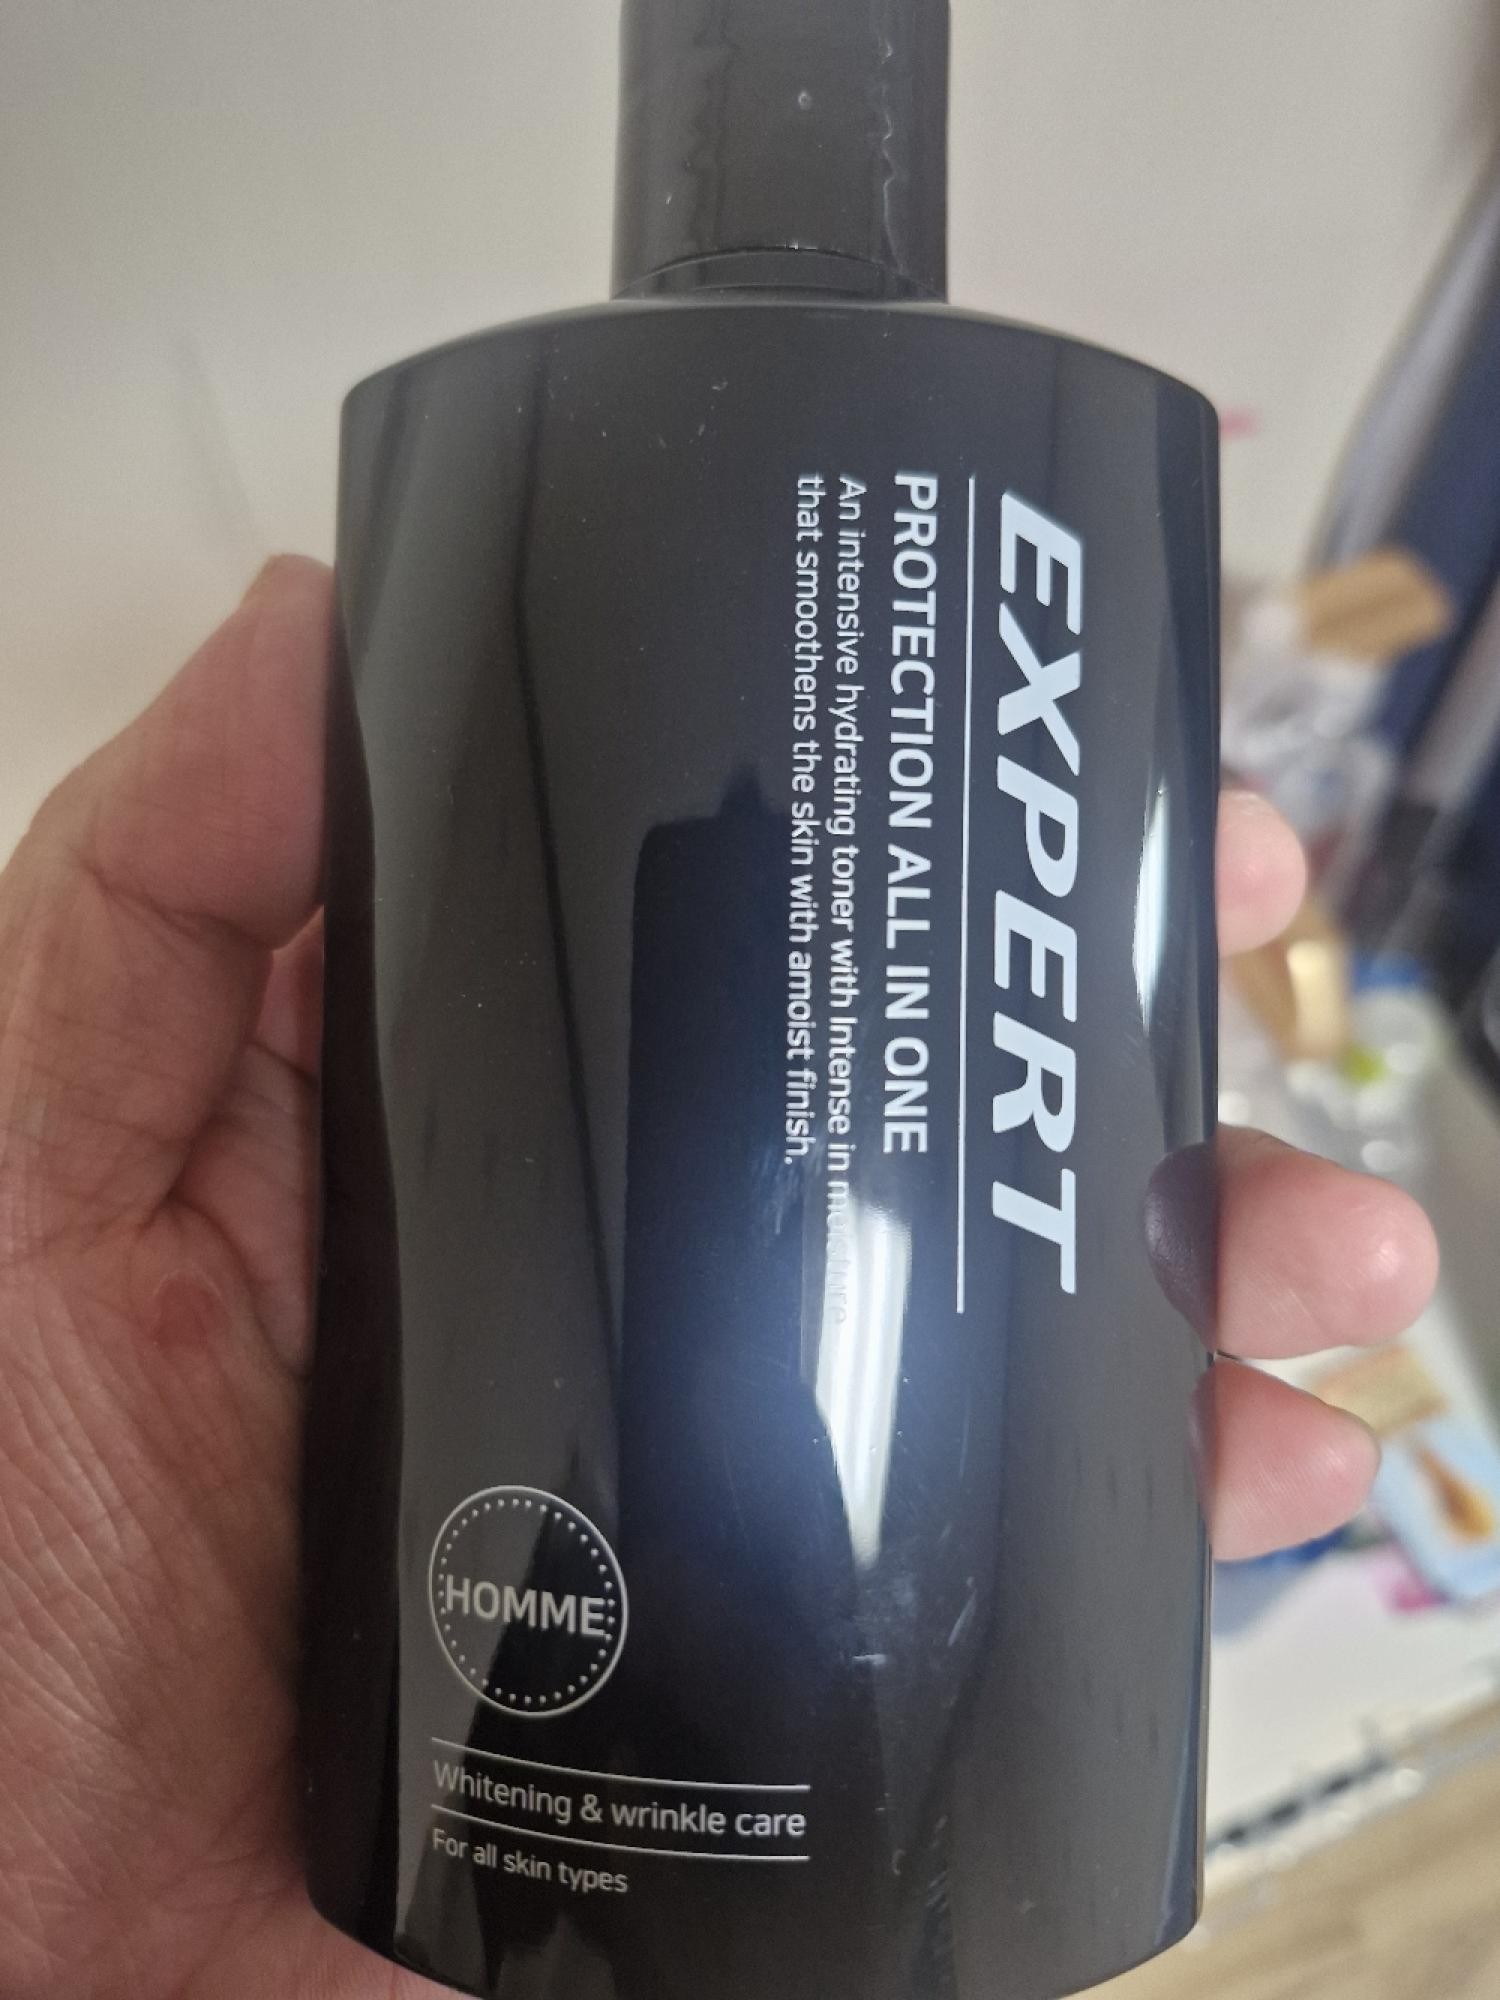 EXPERT
PROTECTION ALL IN ONE
An intensive hydrating toner with Intense in moisture
that smoothens the skin with amoist finish.
HOMME
Whitening & wrinkle care
For all skin types